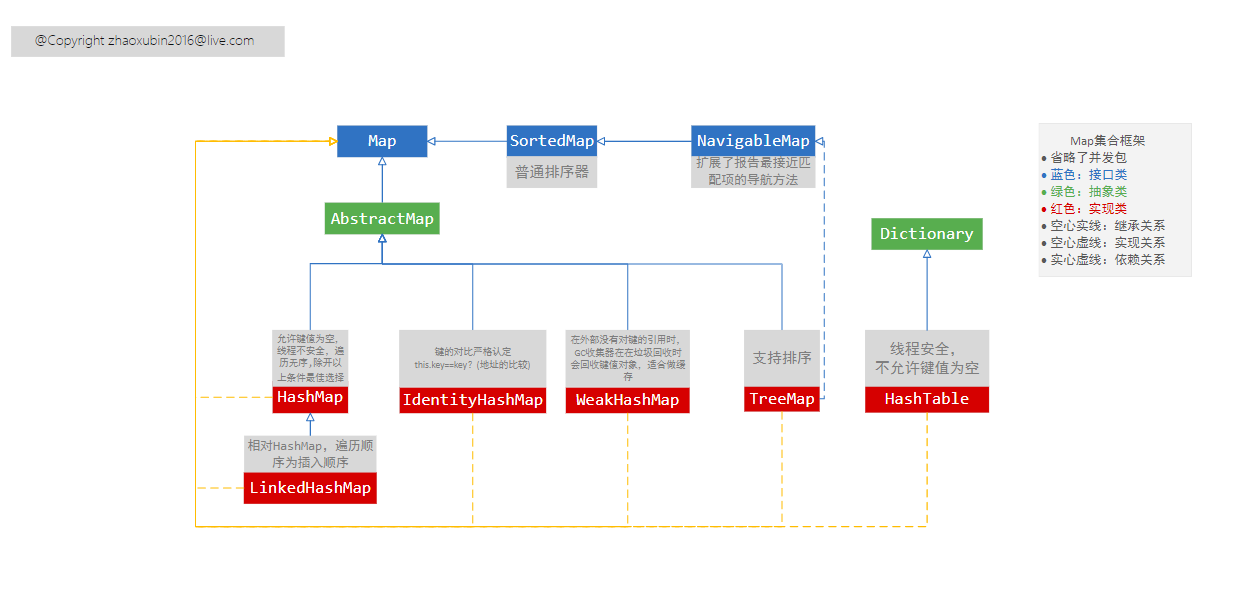 @Copyright zhaoxubin2016@live.com
Map
SortedMap
普通排序器
NavigableMap
扩展了报告最接近匹
配项的导航方法
Map集合框架
● 省略了并发包
● 蓝色：接口类
● 绿色：抽象类
● 红色：实现类
● 空心实线：继承关系
● 空心虚线：实现关系
● 实心虚线：依赖关系
AbstractMap
Dictionary
允许键值为空，
线程不安全，遍
历无序,除开以
上条件最佳选择
HashMap
键的对比严格认定
this.key==key？(地址的比较)
IdentityHashMap
在外部没有对键的引用时，
GC收集器在在垃圾回收时
会回收键值对象，适合做缓
存
WeakHashMap
支持排序
TreeMap
线程安全，
不允许键值为空
HashTable
相对HashMap，遍历顺
序为插入顺序
LinkedHashMap